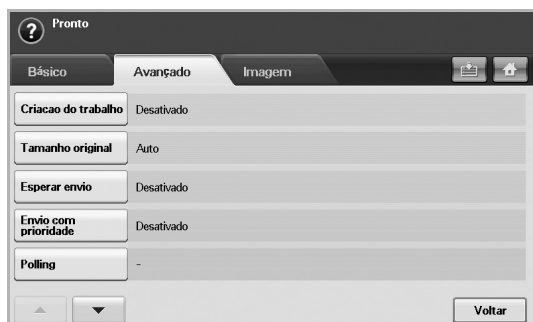 Pronto
Básico Avançado Imagem
Criacao do trabalho Desativado
Tamanho original Auto
Esperar envio Desativado
Envio com
prioridade Desativado
Polling -
Voltar